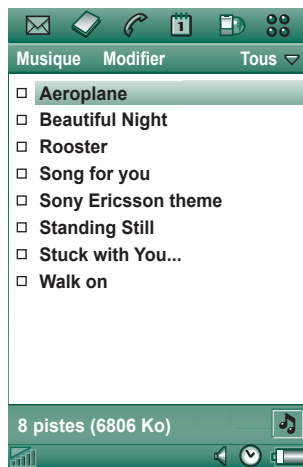 1
Musique Modifier Tous
Aeroplane
Beautiful Night
Rooster
Song for you
Sony Ericsson theme
Standing Still
Stuck with You...
Walk on
8 pistes (6806 Ko)